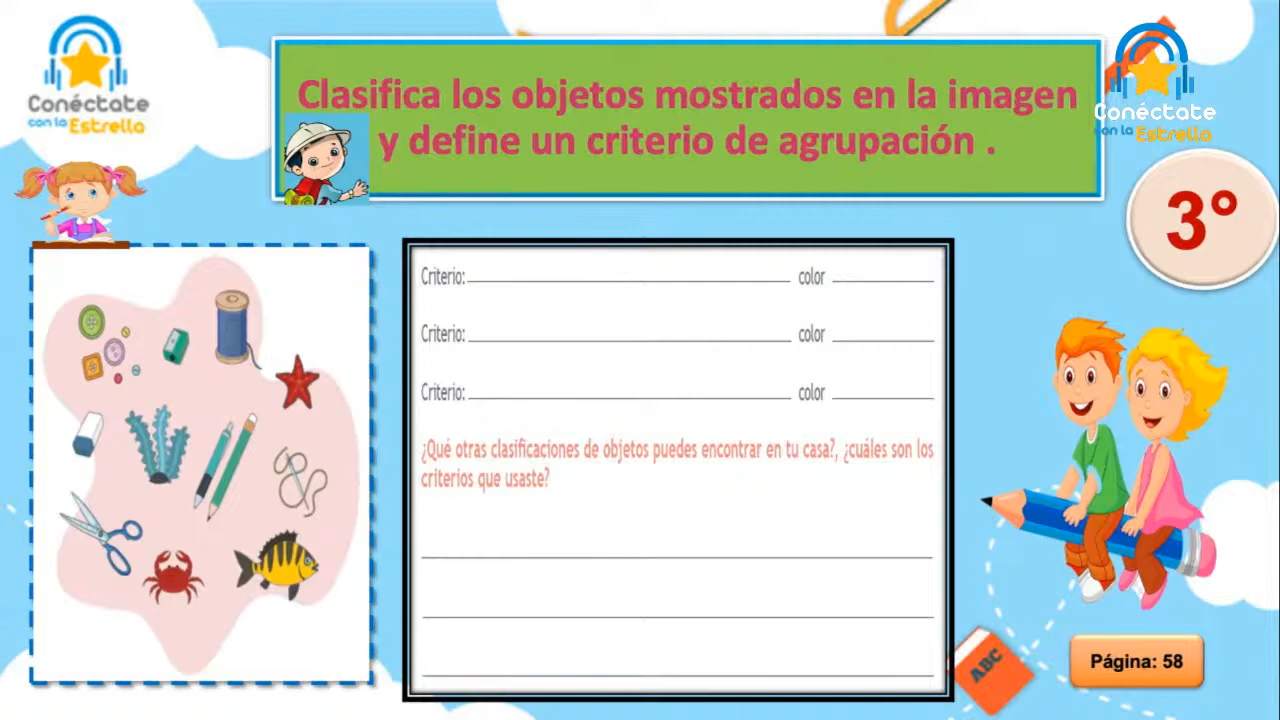 Conéctate
con la Estrella
Clasifica los objetos mostrados en la imagen
y define un criterio de agrupación .
Conéctate
con la Estrella
3°
Criterio: color
Criterio: color
Criterio: color
¿Qué otras clasificaciones de objetos puedes encontrar en tu casa?, ¿cuáles son los
criterios que usaste?
ABC
Página: 58